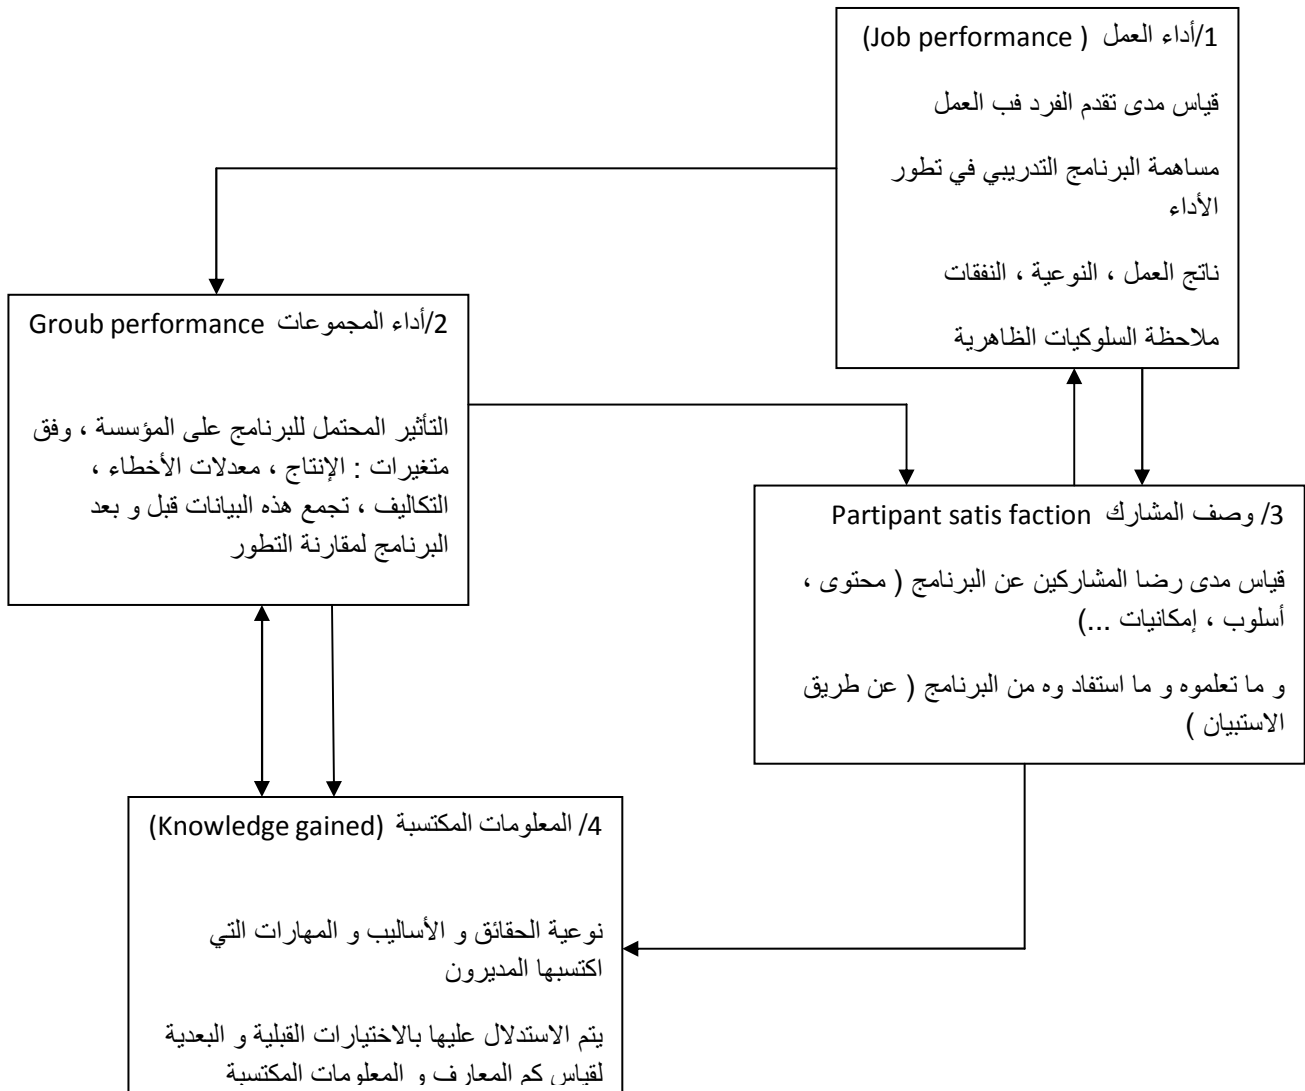 1/أداء العمل ( Job performance)
قياس مدى تقدم الفرد فب العمل
مساهمة البرنامج التدريبي في تطور
الأداء
ناتج العمل ، النوعية ، النفقات
ملاحظة السلوكيات الظاهرية
2/أداء المجموعات Groub performance
التأثير المحتمل للبرنامج على المؤسسة ، وفق
متغيرات : الإنتاج ، معدلات الأخطاء ،
التكاليف ، تجمع هذه البيانات قبل و بعد
البرنامج لمقارنة التطور
3/ وصف المشارك Partipant satis faction
قياس مدى رضا المشاركين عن البرنامج ( محتوى ،
أسلوب ، إمكانيات ...)
و ما تعلموه و ما استفاد وه من البرنامج ( عن طريق
الاستبيان )
4/ المعلومات المكتسبة (Knowledge gained)
نوعية الحقائق و الأساليب و المهارات التي
اكتسبها المديرون
يتم الاستدلال عليها بالاختيارات القبلية و البعدية
لقياس كم المعارف و المعلومات المكتسبة